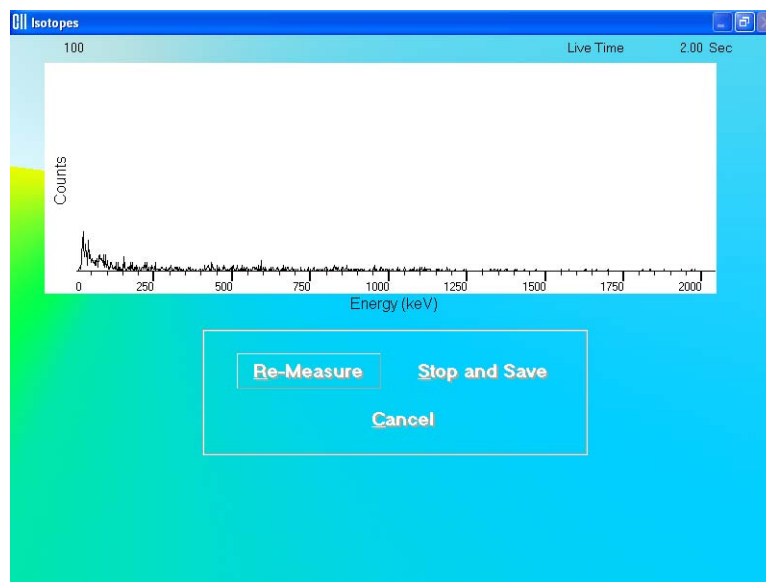 Isotopes
100 Live Time 2.00 Sec
Counts
0 250 500 750 1000 1250 1500 1750 2000
Energy (keV)
Re-Measure Stop and Save
Cancel